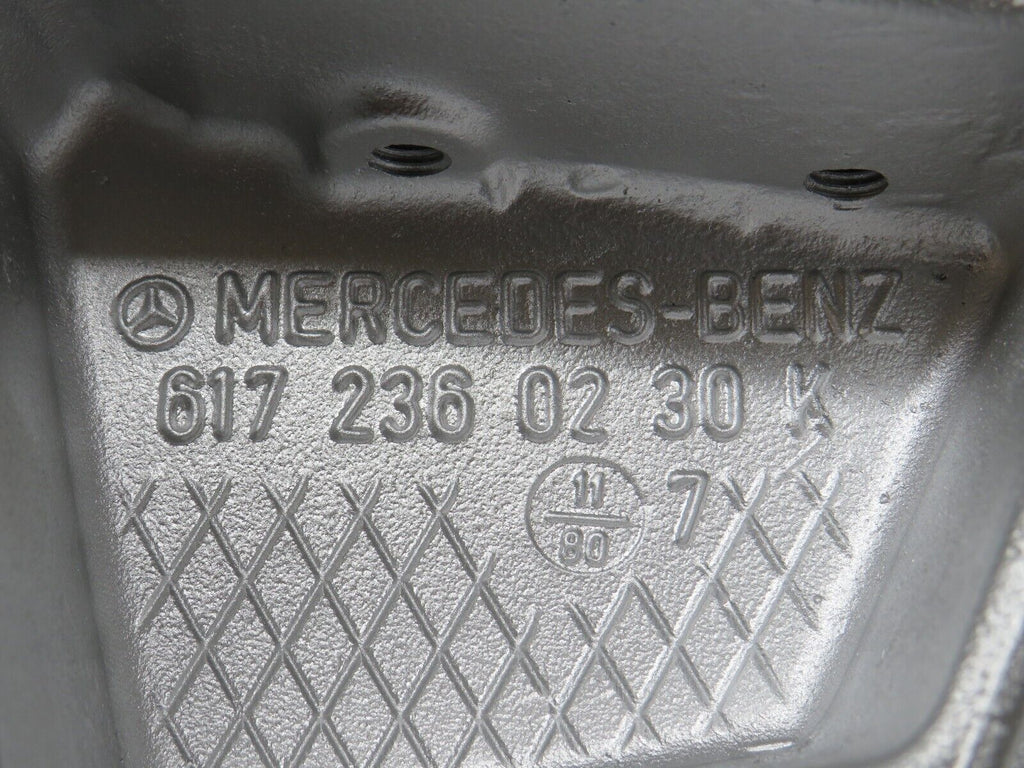 MERCEDES-BENZ
617 236 02 30 K
11 7
80